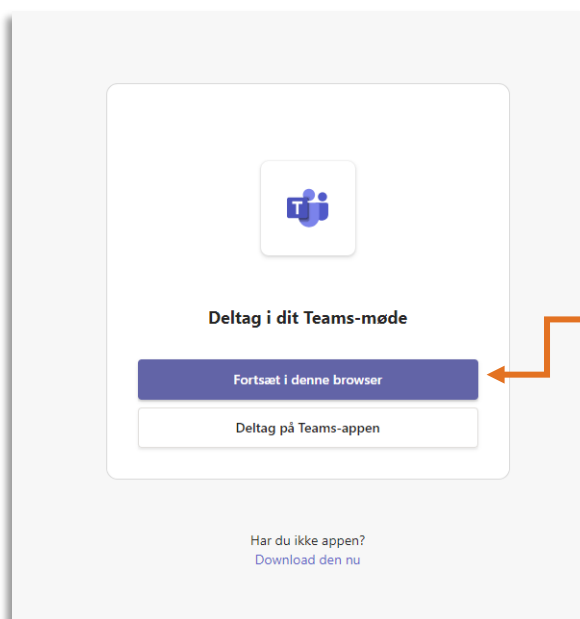 T
Deltag i dit Teams-møde
Fortsæt i denne browser
Deltag på Teams-appen
Har du ikke appen?
Download den nu